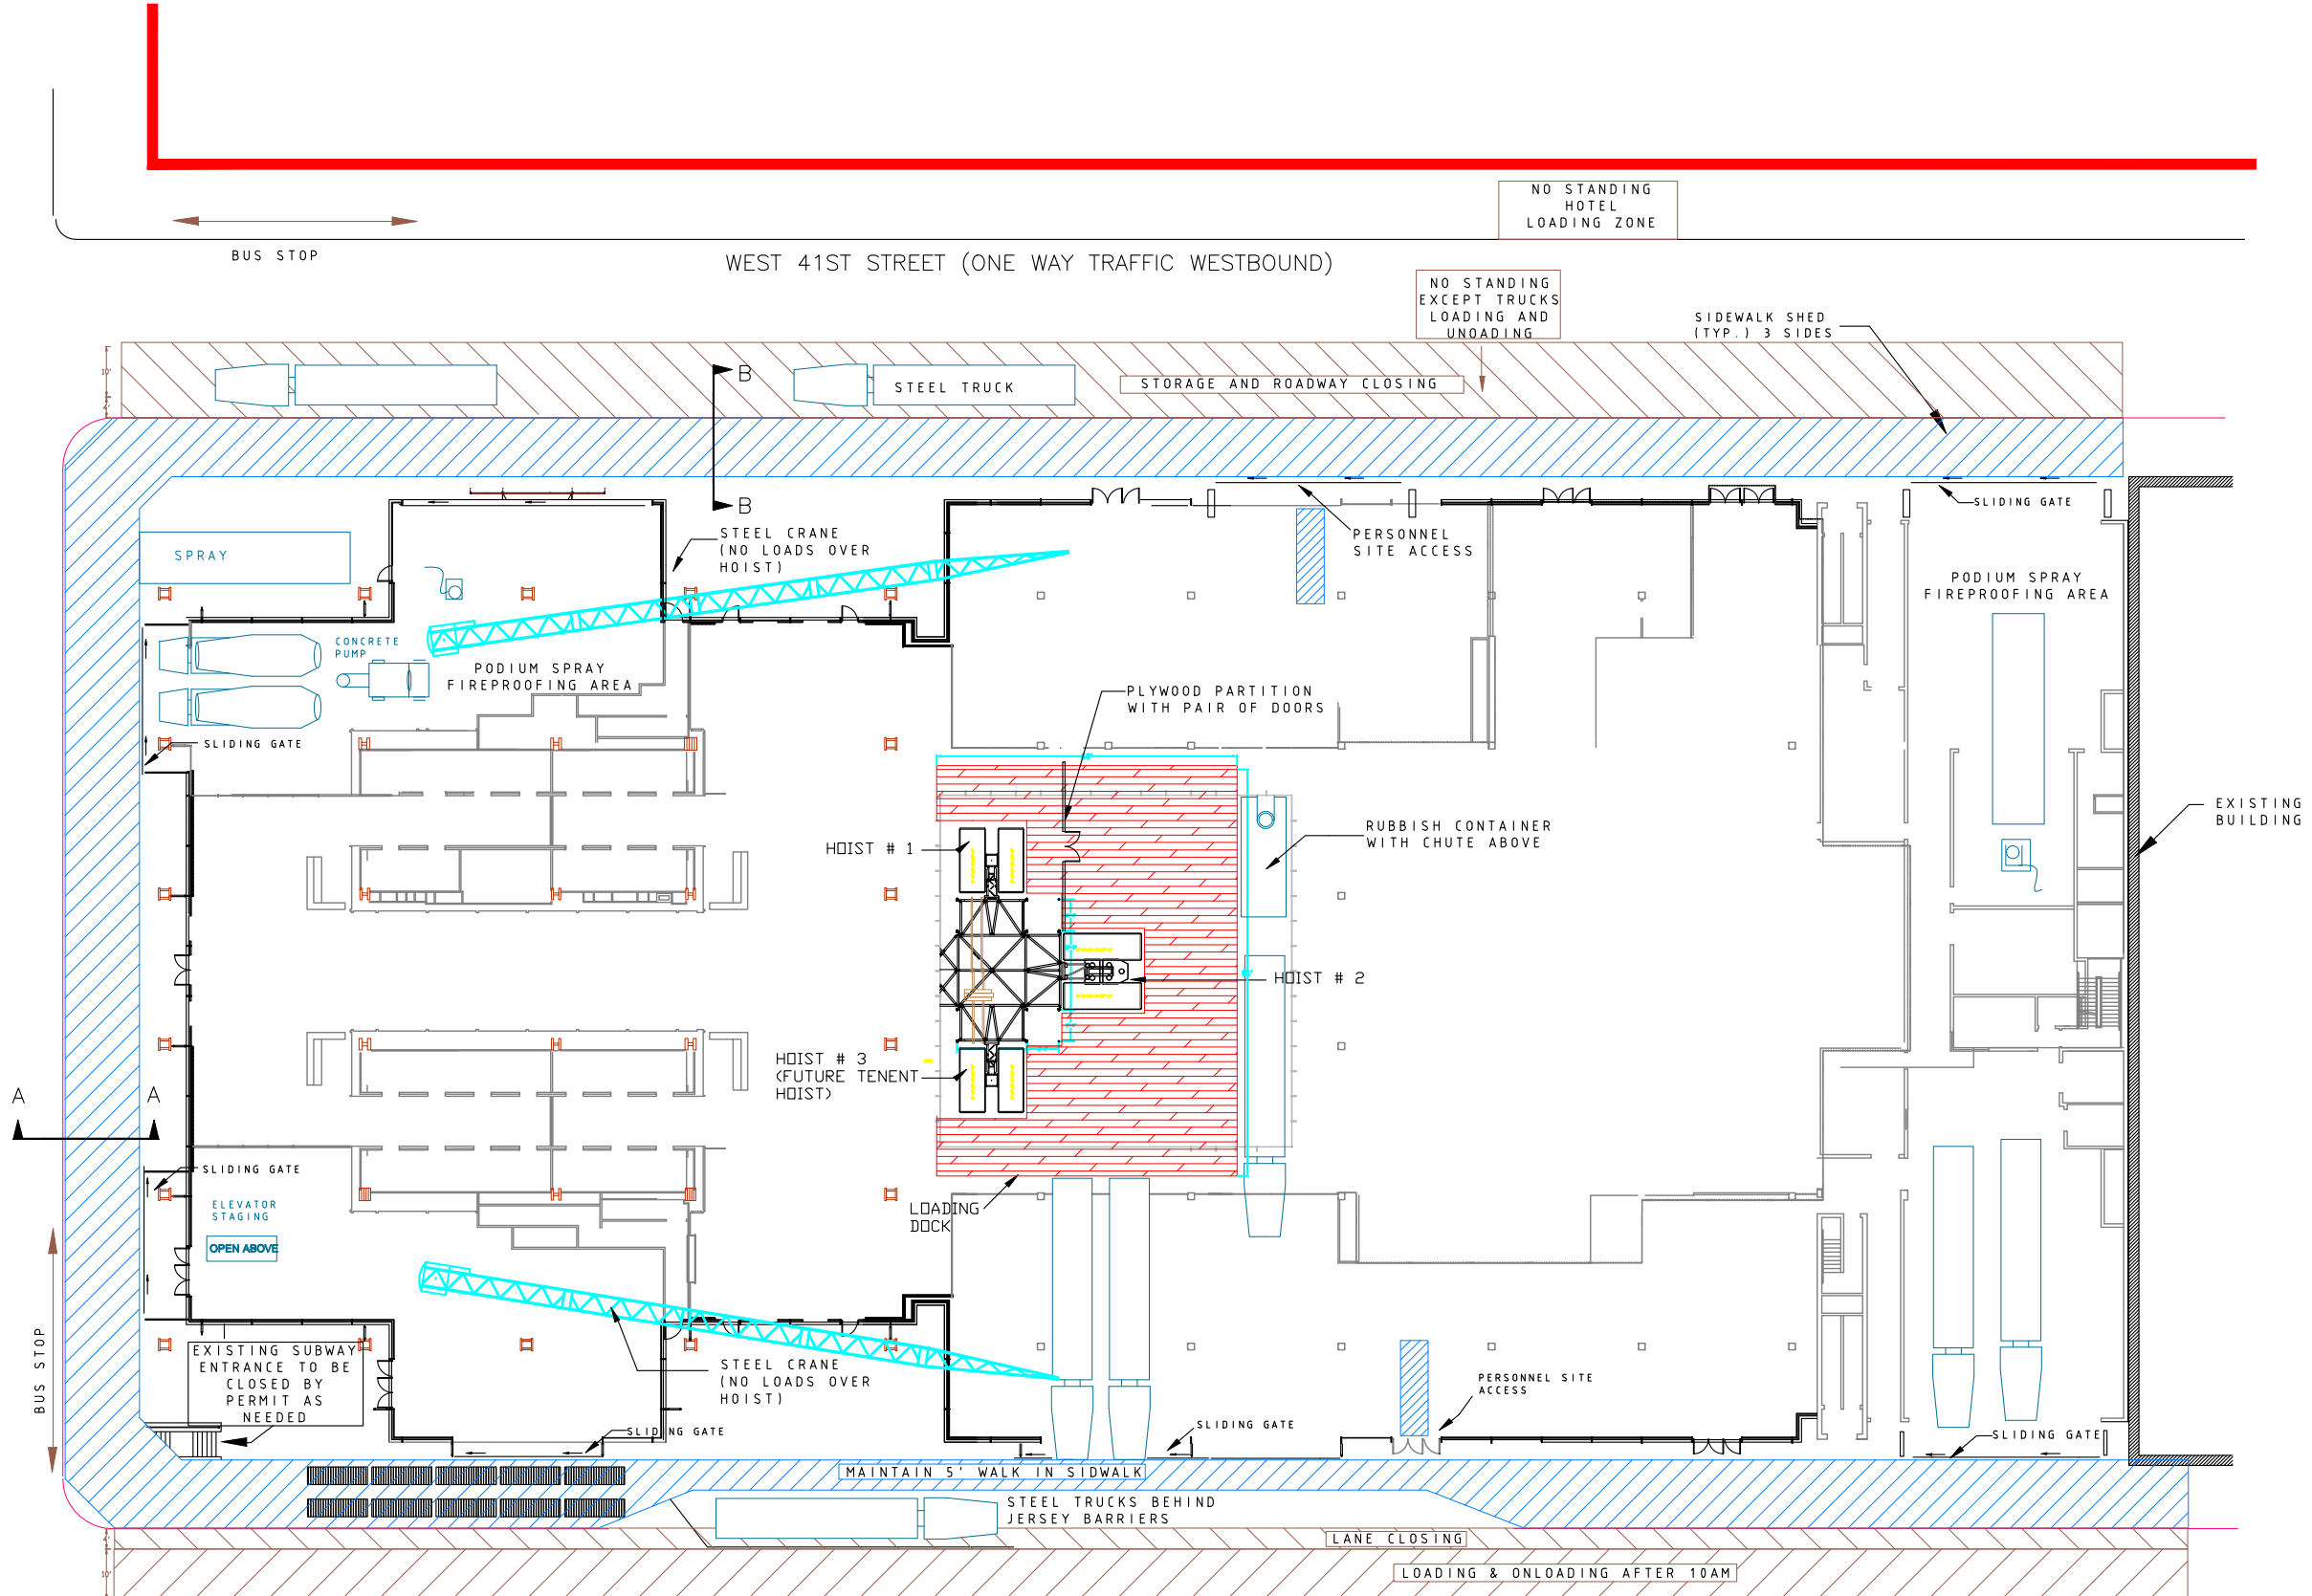 NO STANDING
HOTEL
LOADING ZONE
BUS STOP
WEST 41ST STREET (ONE WAY TRAFFIC WESTBOUND)
NO STANDING
EXCEPT TRUCKS
LOADING AND
UNOADING
SIDEWALK SHED
(TYP.) 3 SIDES
10'
STEEL TRUCK
STORAGE AND ROADWAY CLOSING
B
B
SLIDING GATE
STEEL CRANE
(NO LOADS OVER
HOIST)
PERSONNEL
SITE ACCESS
SPRAY
PODIUM SPRAY
FIREPROOFING AREA
CONCRETE
PUMP
PODIUM SPRAY
FIREPROOFING AREA
PLYWOOD PARTITION
WITH PAIR OF DOORS
SLIDING GATE
EXISTING
BUILDING
RUBBISH CONTAINER
WITH CHUTE ABOVE
HOIST # 1
HOIST # 2
HOIST # 3
(FUTURE TENENT
HOIST)
A
A
SLIDING GATE
ELEVATOR
STAGING
OPEN ABOVE
LOADING
DOCK
BUS STOP
EXISTING SUBWAY
ENTRANCE TO BE
CLOSED BY
PERMIT AS
NEEDED
STEEL CRANE
(NO LOADS OVER
HOIST)
PERSONNEL SITE
ACCESS
SLIDING GATE
SLIDING GATE
SLIDING GATE
MAINTAIN 5' WALK IN SIDWALK
STEEL TRUCKS BEHIND
JERSEY BARRIERS
LANE CLOSING
10'
LOADING & ONLOADING AFTER 10AM